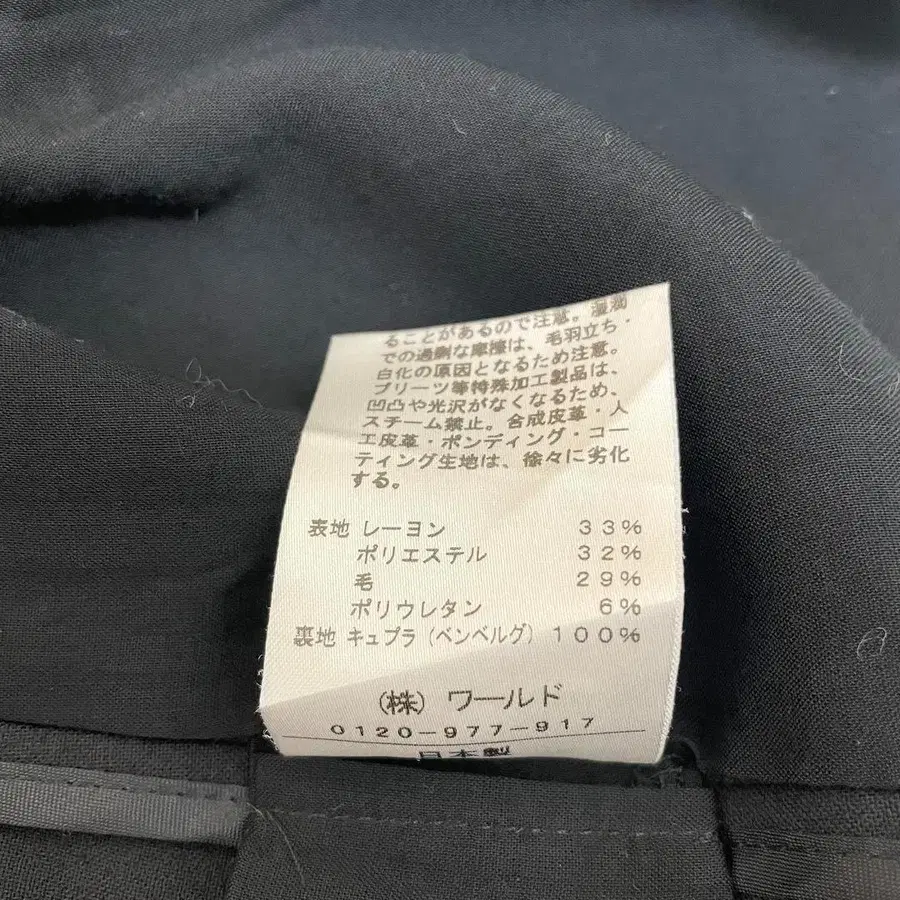 ることがあるので注意。湿潤
での過剰な摩擦は、毛羽立ち・
白化の原因となるため注意。
プリーツ等特殊加工製品は、
凹凸や光沢がなくなるため、
スチーム禁止。合成皮革・人
工皮革・ボンディング・コー
ティング生地は、徐々に劣化
する。
表地 レーヨン 33%
ポリエステル 32%
毛 29%
ポリウレタン 6%
裏地 キュプラ(ベンベルグ) 100%
(株) ワールド
0120-977-917
日本製